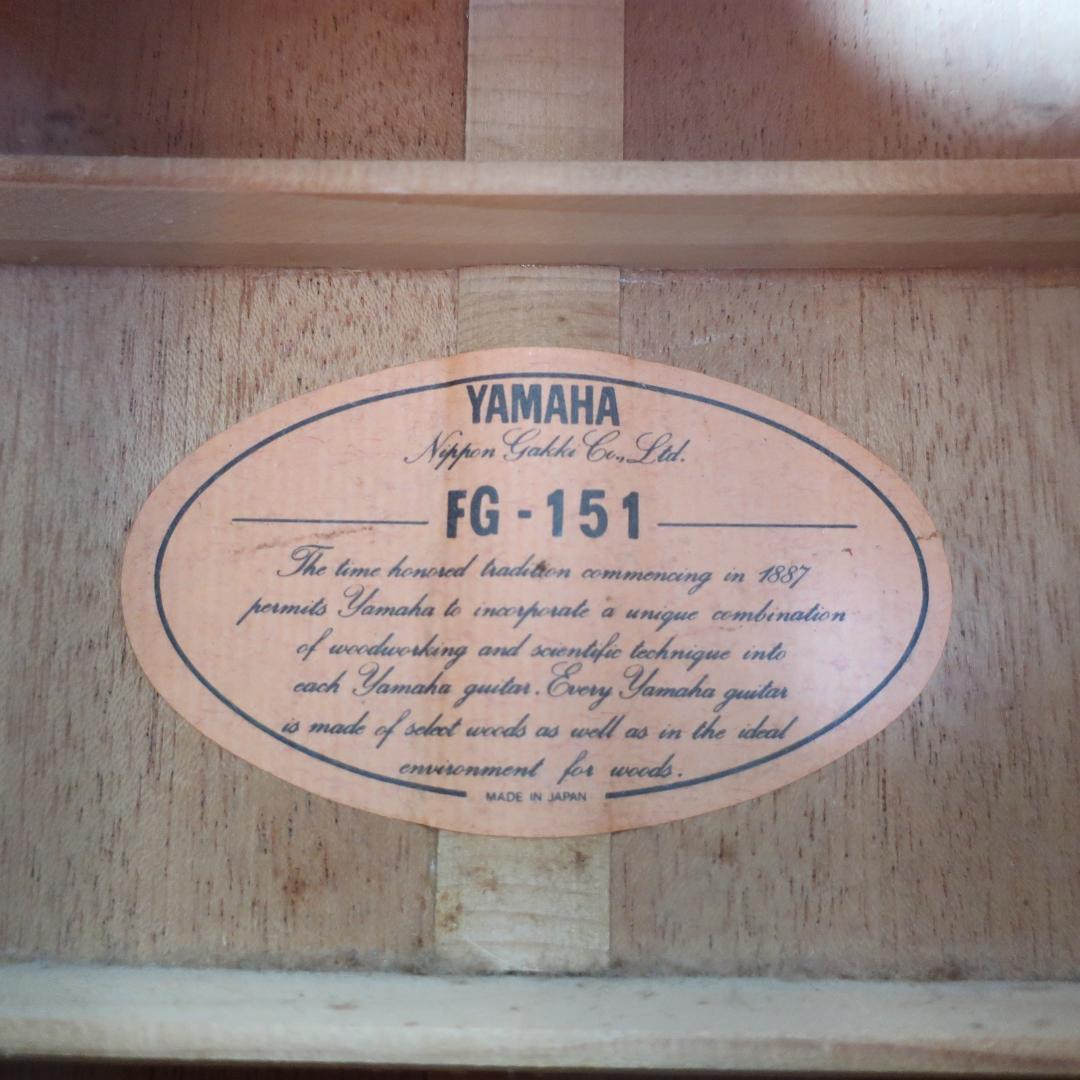 YAMAHA
Nippon Gakki Co., Ltd.
FG-151
The time honored tradition commencing in 1887
permits Yamaha to incorporate a unique combination
of woodworking and scientific technique into
each Yamaha guitar. Every Yamaha guitar
is made of select woods as well as in the ideal
environment for woods.
MADE IN JAPAN